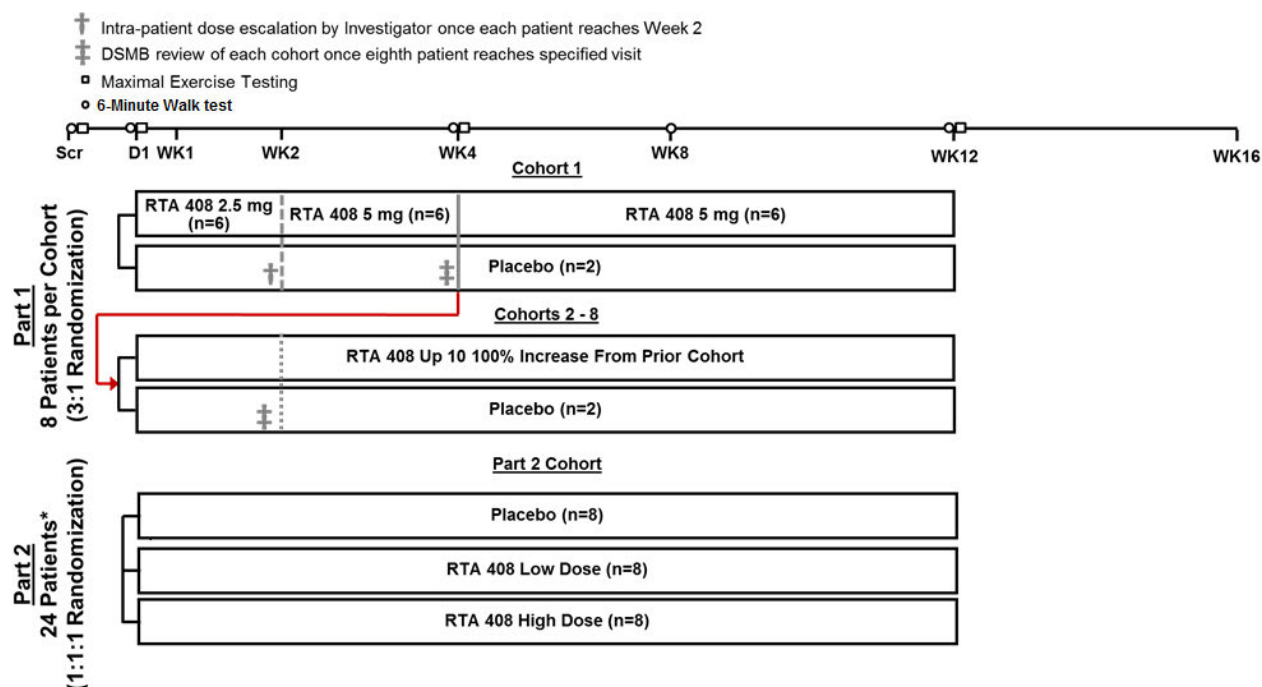 † Intra-patient dose escalation by Investigator once each patient reaches Week 2
‡ DSMB review of each cohort once eighth patient reaches specified visit
Maximal Exercise Testing
6-Minute Walk test
Scr D1 WK1 WK2 WK4 WK8 WK12 WK16
Cohort 1
Part 1
8 Patients per Cohort
(3:1 Randomization)
RTA 408 2.5 mg
(n=6)
RTA 408 5 mg (n=6)
RTA 408 5 mg (n=6)
† ‡ Placebo (n=2)
Cohorts 2 - 8
RTA 408 Up 10 100% Increase From Prior Cohort
‡ Placebo (n=2)
Part 2 Cohort
Part 2
24 Patients*
(1:1:1 Randomization)
Placebo (n=8)
RTA 408 Low Dose (n=8)
RTA 408 High Dose (n=8)